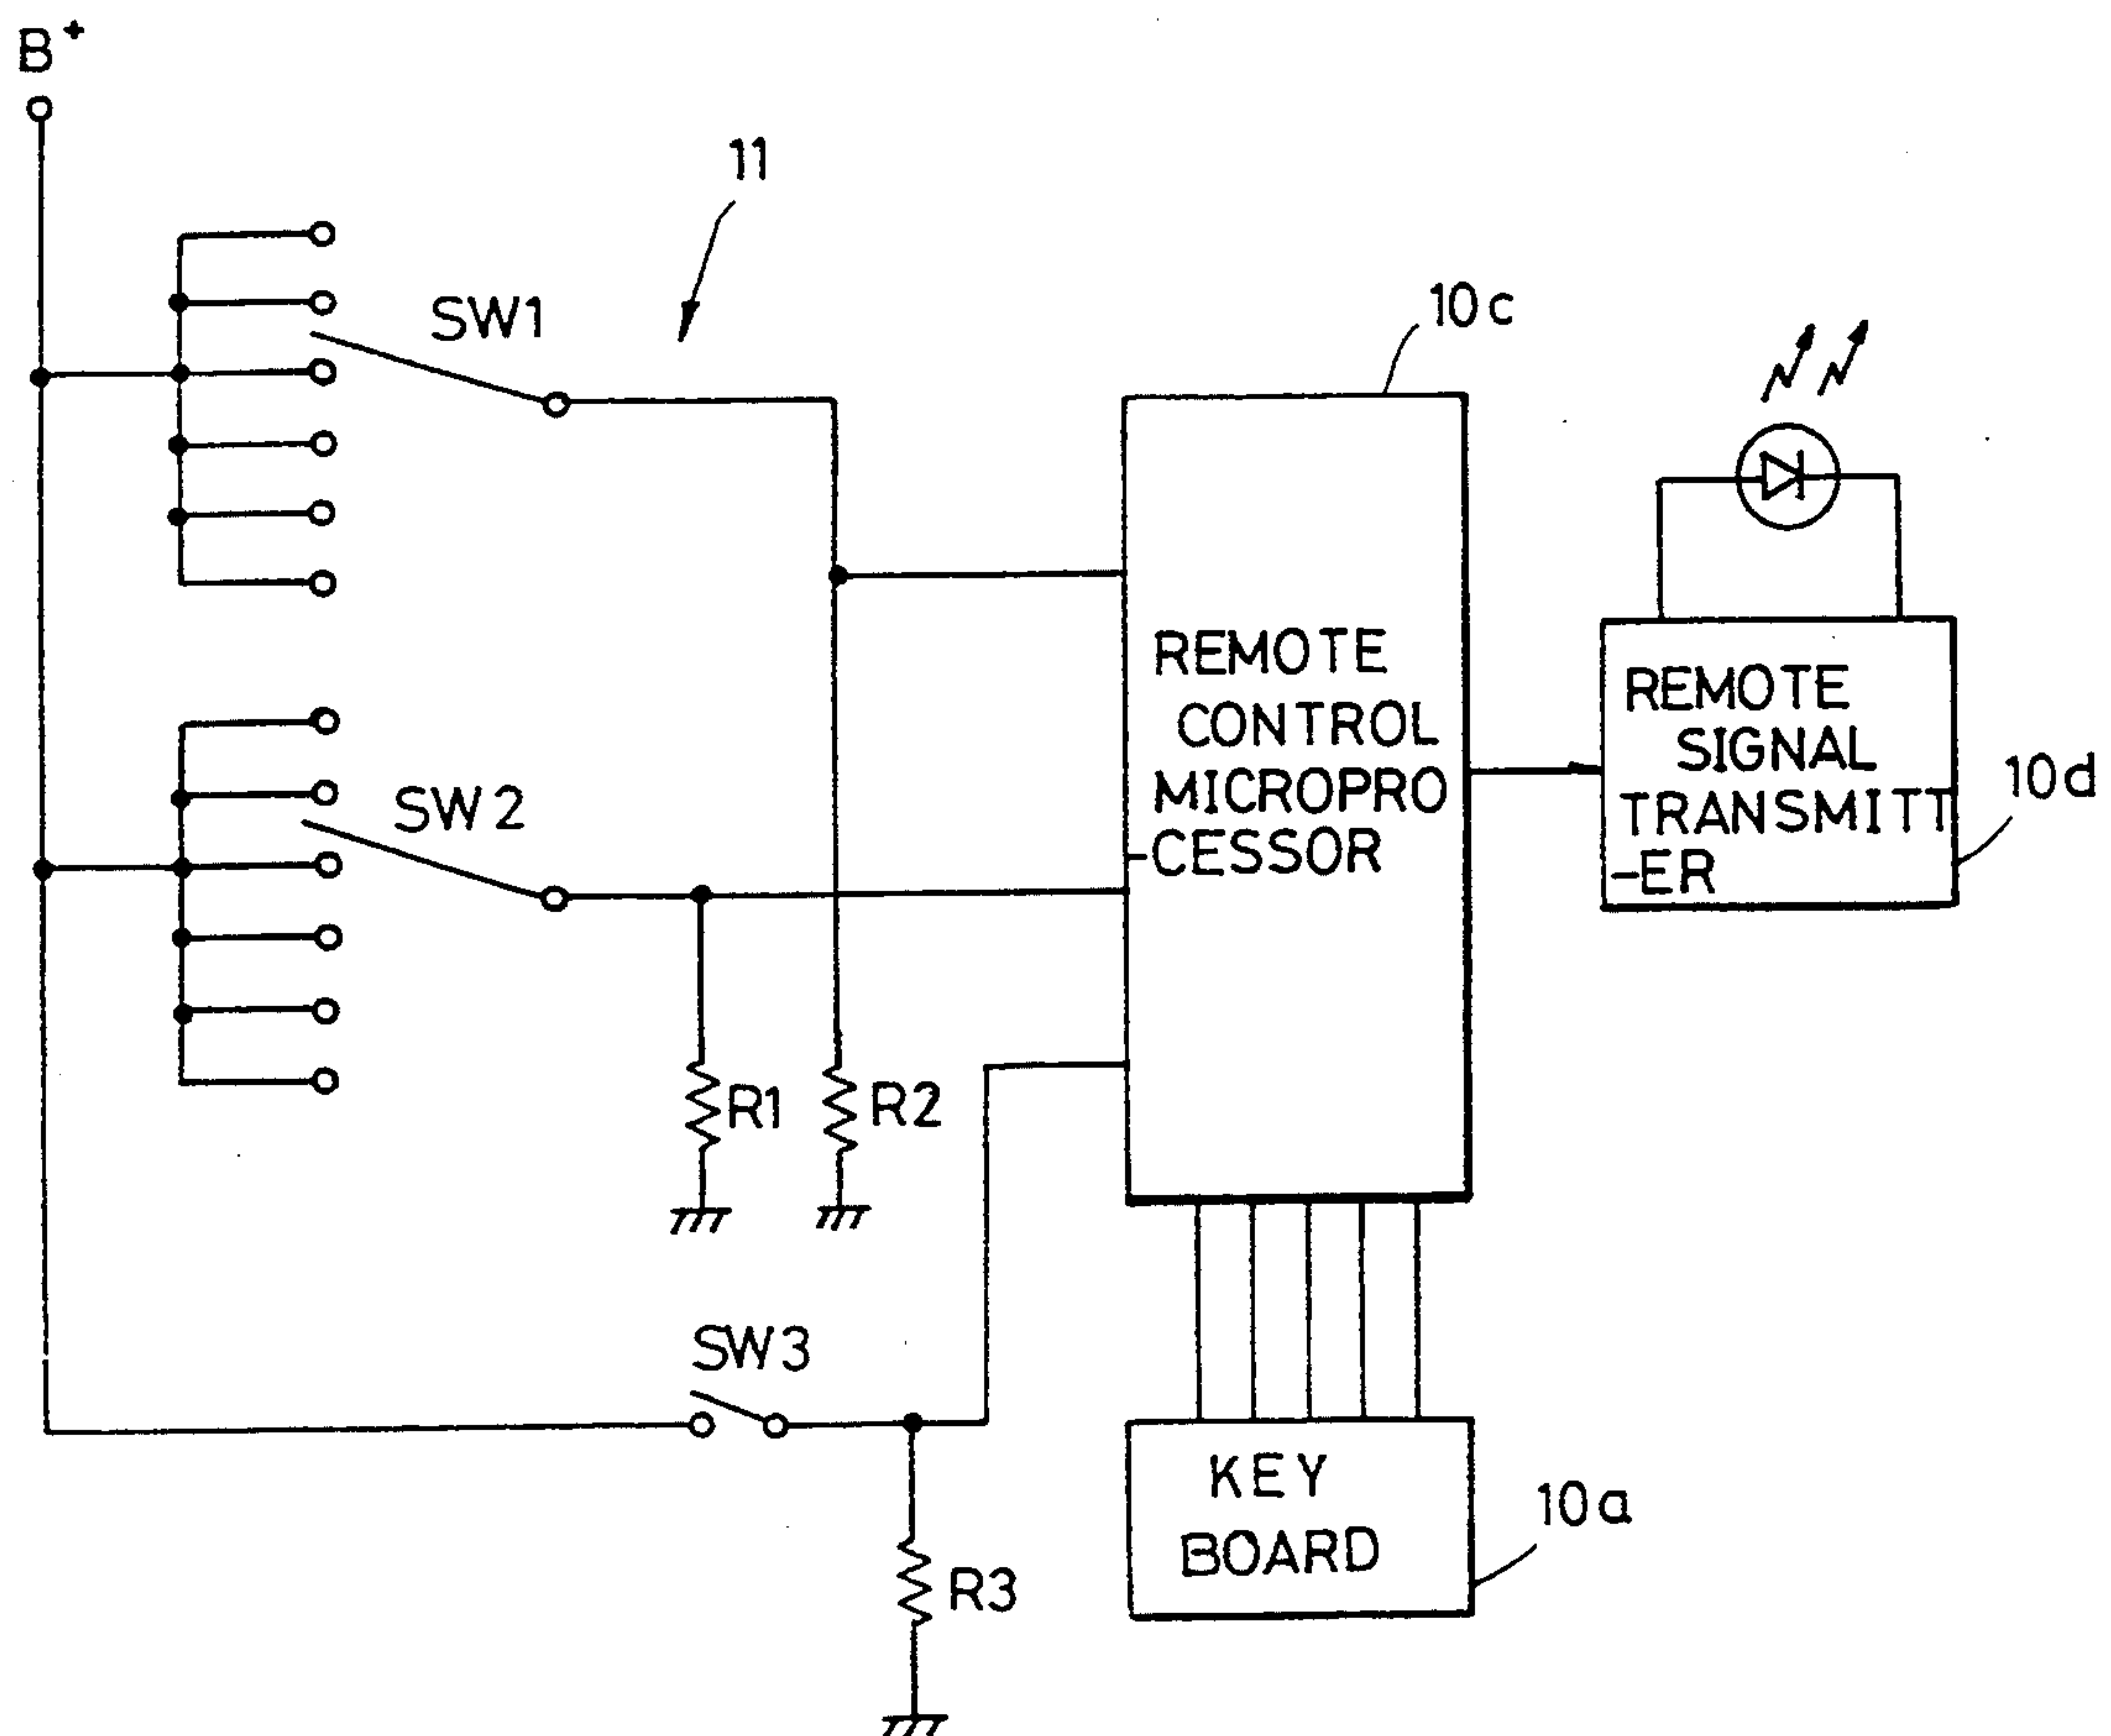 B+
11
SW1
10c
REMOTE
CONTROL
MICROPRO
-CESSOR
REMOTE
SIGNAL
TRANSMITT
-ER
10d
SW2
R1
R2
SW3
R3
KEY
BOARD
10a